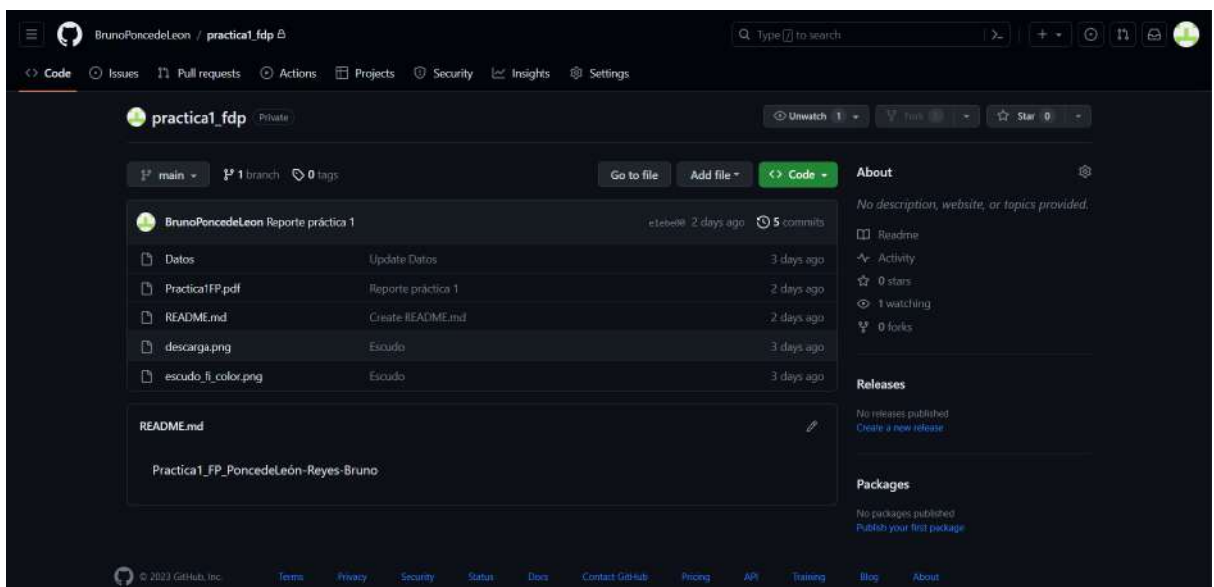 BrunoPoncedeLeon / practica1_fdp
Type / to search
Code Issues Pull requests Actions Projects Security Insights Settings
practica1_fdp Private
Unwatch 1
Star 0
main 1 branch 0 tags
Go to file Add file Code
BrunoPoncedeLeon Reporte práctica 1 2 days ago 5 commits
Datos Update Datos 3 days ago
Practica1FP.pdf Reporte práctica 1 2 days ago
README.md Create README.md 2 days ago
descarga.png Escudo 3 days ago
escudo_fi_color.png Escudo 3 days ago
README.md
Practica1_FP_PoncedeLeón-Reyes-Bruno
About
No description, website, or topics provided.
Readme
Activity
0 stars
1 watching
0 forks
Releases
No releases published
Create a new release
Packages
No packages published
Publish your first package
© 2023 GitHub, Inc. Terms Privacy Security Status Docs Contact GitHub Pricing API Training Blog About